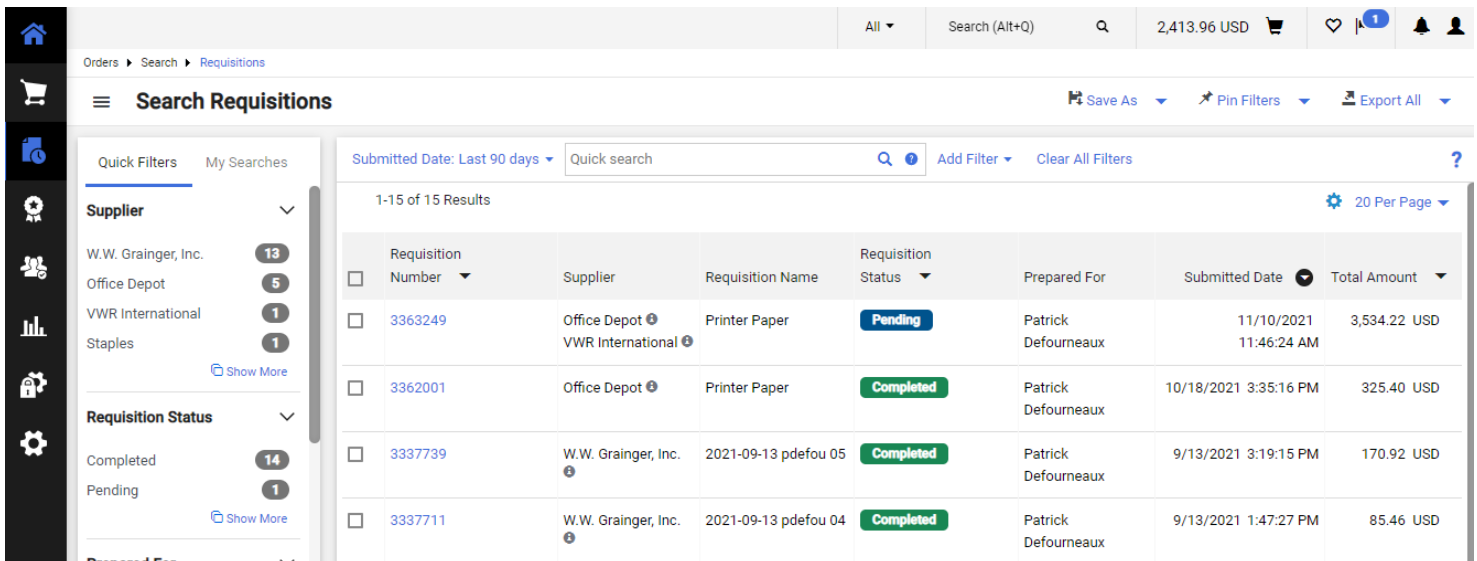 All
Search (Alt+Q)
2,413.96 USD
1
Orders Search Requisitions
Search Requisitions
Save As
Pin Filters
Export All
Quick Filters
My Searches
Supplier
W.W. Grainger, Inc. 13
Office Depot 5
VWR International 1
Staples 1
Show More
Requisition Status
Completed 14
Pending 1
Show More
Submitted Date: Last 90 days
Quick search
?
Add Filter
Clear All Filters
?
1-15 of 15 Results
20 Per Page
Requisition Number
Supplier
Requisition Name
Requisition Status
Prepared For
Submitted Date
Total Amount
3363249 Office Depot Printer Paper Pending Patrick 11/10/2021 3,534.22 USD
VWR International Defourneaux 11:46:24 AM
3362001 Office Depot Printer Paper Completed Patrick 10/18/2021 3:35:16 PM 325.40 USD
Defourneaux
3337739 W.W. Grainger, Inc. 2021-09-13 pdefou 05 Completed Patrick 9/13/2021 3:19:15 PM 170.92 USD
Defourneaux
3337711 W.W. Grainger, Inc. 2021-09-13 pdefou 04 Completed Patrick 9/13/2021 1:47:27 PM 85.46 USD
Defourneaux